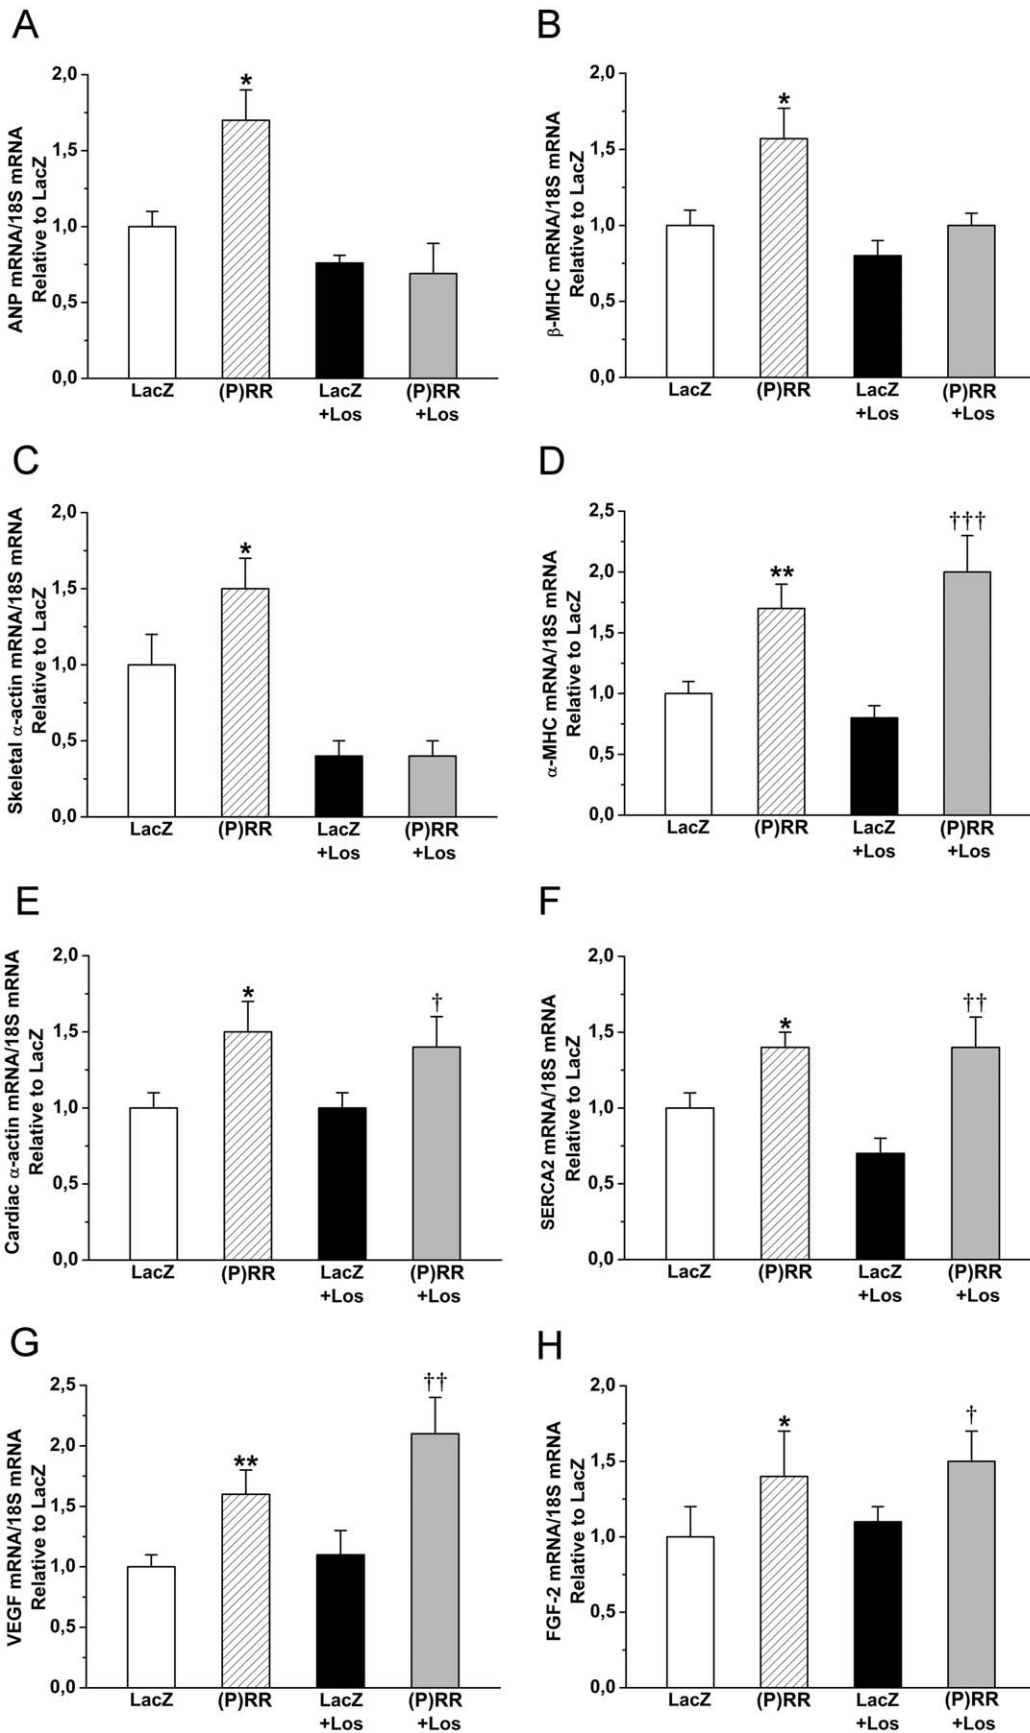 A
ANP mRNA/18S mRNA
Relative to LacZ
2,0
1,5
1,0
0,5
0,0
*
LacZ
(P)RR
LacZ
+Los
(P)RR
+Los
B
β-MHC mRNA/18S mRNA
Relative to LacZ
2,0
1,5
1,0
0,5
0,0
*
LacZ
(P)RR
LacZ
+Los
(P)RR
+Los
C
Skeletal α-actin mRNA/18S mRNA
Relative to LacZ
2,0
1,5
1,0
0,5
0,0
*
LacZ
(P)RR
LacZ
+Los
(P)RR
+Los
D
α-MHC mRNA/18S mRNA
Relative to LacZ
2,5
2,0
1,5
1,0
0,5
0,0
**
†††
LacZ
(P)RR
LacZ
+Los
(P)RR
+Los
E
Cardiac α-actin mRNA/18S mRNA
Relative to LacZ
2,0
1,5
1,0
0,5
0,0
*
†
LacZ
(P)RR
LacZ
+Los
(P)RR
+Los
F
SERCA2 mRNA/18S mRNA
Relative to LacZ
2,0
1,5
1,0
0,5
0,0
*
††
LacZ
(P)RR
LacZ
+Los
(P)RR
+Los
G
VEGF mRNA/18S mRNA
Relative to LacZ
2,5
2,0
1,5
1,0
0,5
0,0
**
††
LacZ
(P)RR
LacZ
+Los
(P)RR
+Los
H
FGF-2 mRNA/18S mRNA
Relative to LacZ
2,0
1,5
1,0
0,5
0,0
*
†
LacZ
(P)RR
LacZ
+Los
(P)RR
+Los